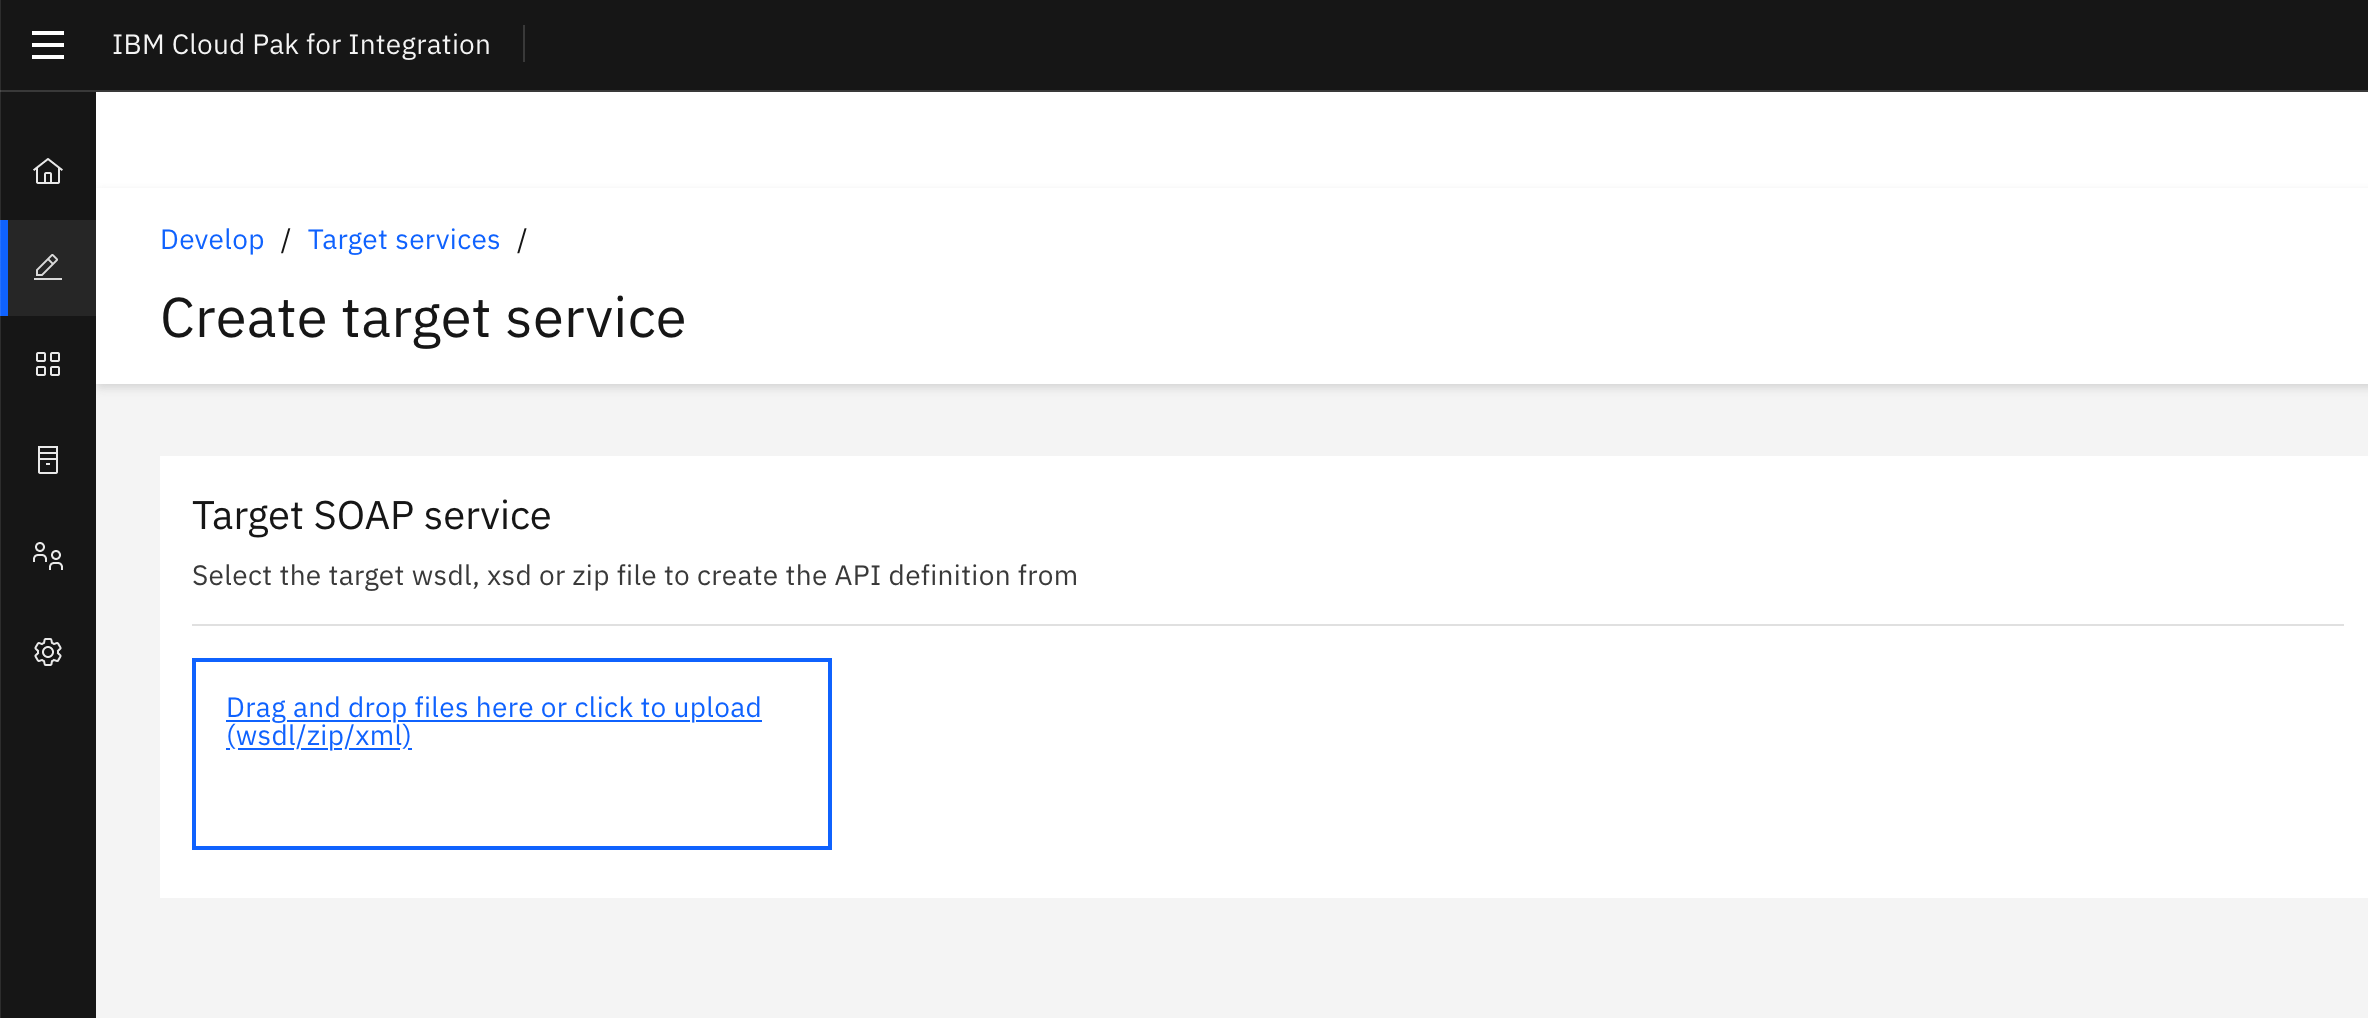 IBM Cloud Pak for Integration
Develop / Target services /
Create target service
Target SOAP service
Select the target wsdl, xsd or zip file to create the API definition from
Drag and drop files here or click to upload
(wsdl/zip/xml)